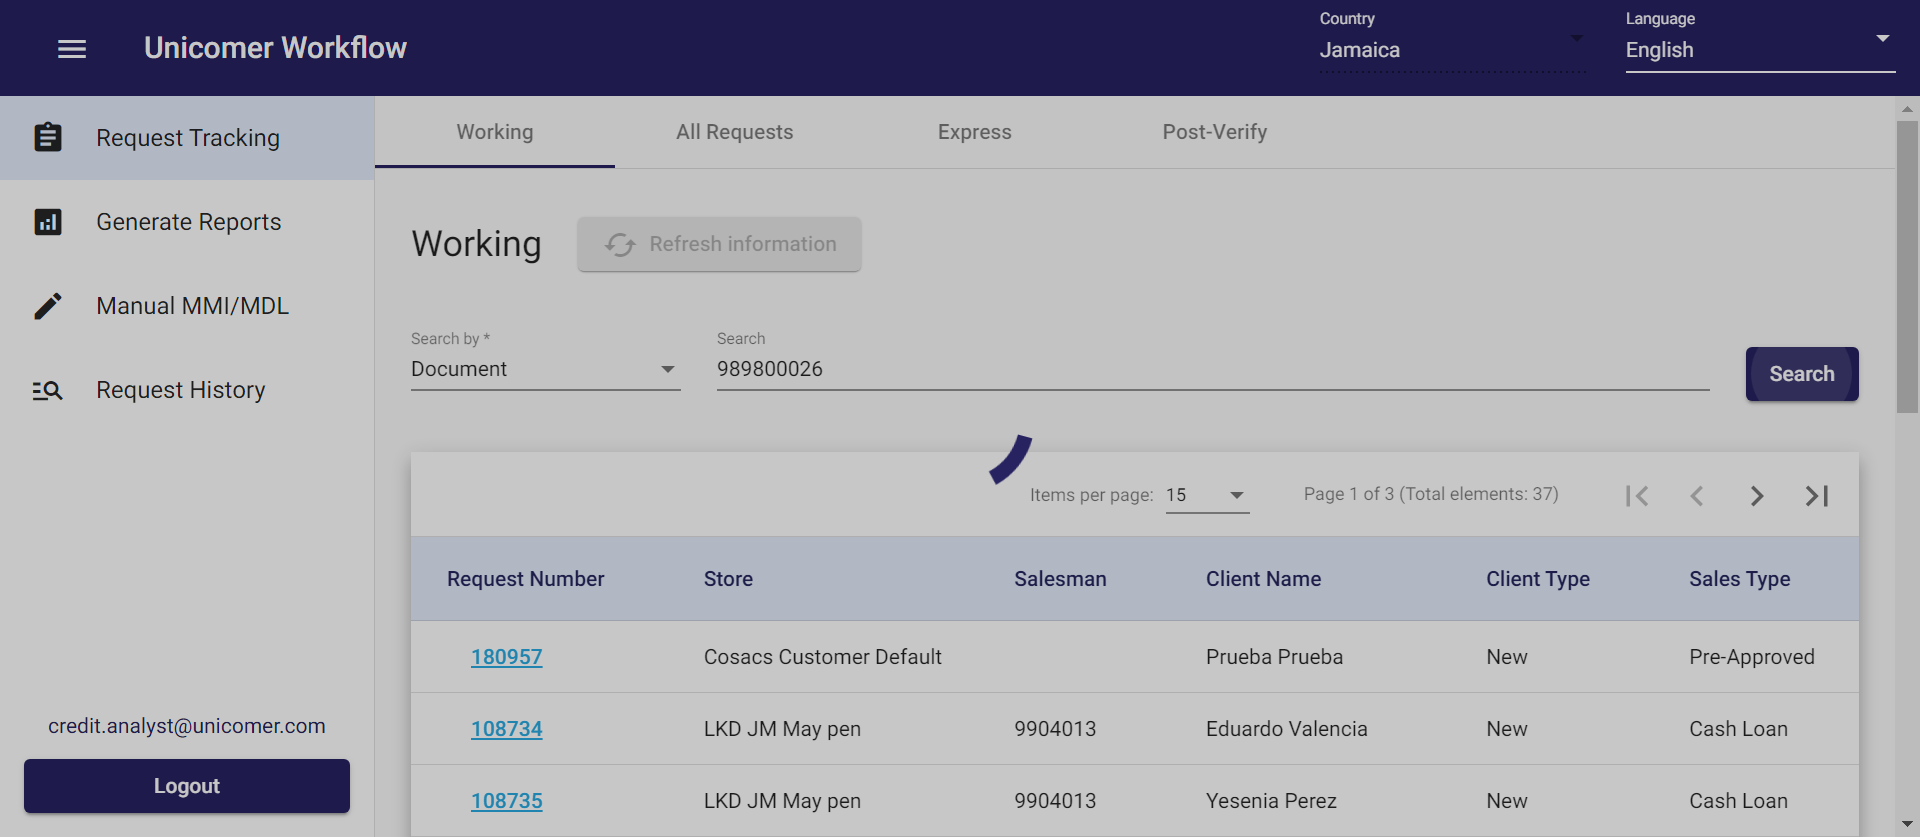 Unicomer Workflow
Country
Jamaica
Language
English
Request Tracking
Generate Reports
Manual MMI/MDL
Request History
credit.analyst@unicomer.com
Logout
Working All Requests Express Post-Verify
Working Refresh information
Search by * Search
Document 989800026 Search
Items per page: 15 Page 1 of 3 (Total elements: 37)
Request Number Store Salesman Client Name Client Type Sales Type
180957 Cosacs Customer Default Prueba Prueba New Pre-Approved
108734 LKD JM May pen 9904013 Eduardo Valencia New Cash Loan
108735 LKD JM May pen 9904013 Yesenia Perez New Cash Loan